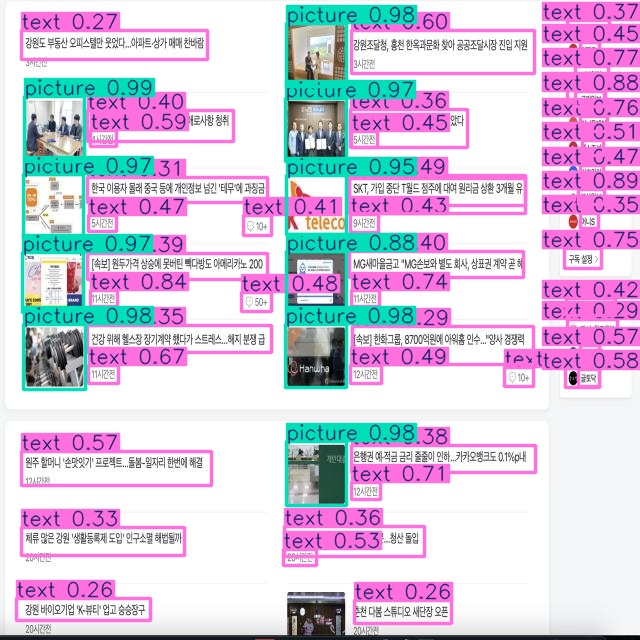 text 0.27
강원도 부동산 오피스텔만 웃었다...아파트·상가 매매 찬바람
3시간전
picture 0.98
.60
강원조달청, 홍천 한옥과문화 찾아 공공조달시장 진입 지원
3시간전
picture 0.99
text 0.40
text 0.59
애로사항 청취
4시간전
picture 0.97
text 0.36
text 0.45
았다
5시간전
picture 0.97
.31
한국 이용자 몰래 중국 등에 개인정보 넘긴 '테무'에 과징금
text 0.47
5시간전
10+
picture 0.95
.49
SKT, 가입 중단 T월드 점주에 대여 원리금 상환 3개월 유
text 0.41
text 0.43
teleco
9시간전
picture 0.97
.39
[속보] 원두가격 상승에 못버틴 빽다방도 아메리카노 200
text 0.84
11시간전
50+
picture 0.88
.40
MG새마을금고 "MG손보와 별도 회사, 상표권 계약 곧 해
text 0.48
text 0.74
11시간전
picture 0.98
.35
건강 위해 헬스장 장기계약 했다가 스트레스...해지 분쟁 급
text 0.67
11시간전
picture 0.98
.29
[속보] 한화그룹, 8700억원에 아워홈 인수..."양사 경쟁력
text 0.49
Hanwha
12시간전
10+
text 0.37
text 0.45
text 0.77
text 0.88
text 0.76
text 0.51
text 0.47
text 0.89
text 0.35
머니S
text 0.75
구독 설정
text 0.42
text 0.29
text 0.57
text 0.58
글토닥
text 0.57
원주 할머니 '손맛잇기' 프로젝트...돌봄-일자리 한번에 해결
12시간전
picture 0.98
.38
은행권 예·적금 금리 줄줄이 인하...카카오뱅크도 0.1%p내
text 0.71
12시간전
text 0.33
체류 많은 강원 '생활등록제 도입' 인구소멸 해법될까
20시간전
text 0.36
text 0.53
...청산 돌입
20시간전
text 0.26
강원 바이오기업 'K-뷰티' 업고 승승장구
20시간전
text 0.26
춘천 다봄 스튜디오 새단장 오픈
20시간전